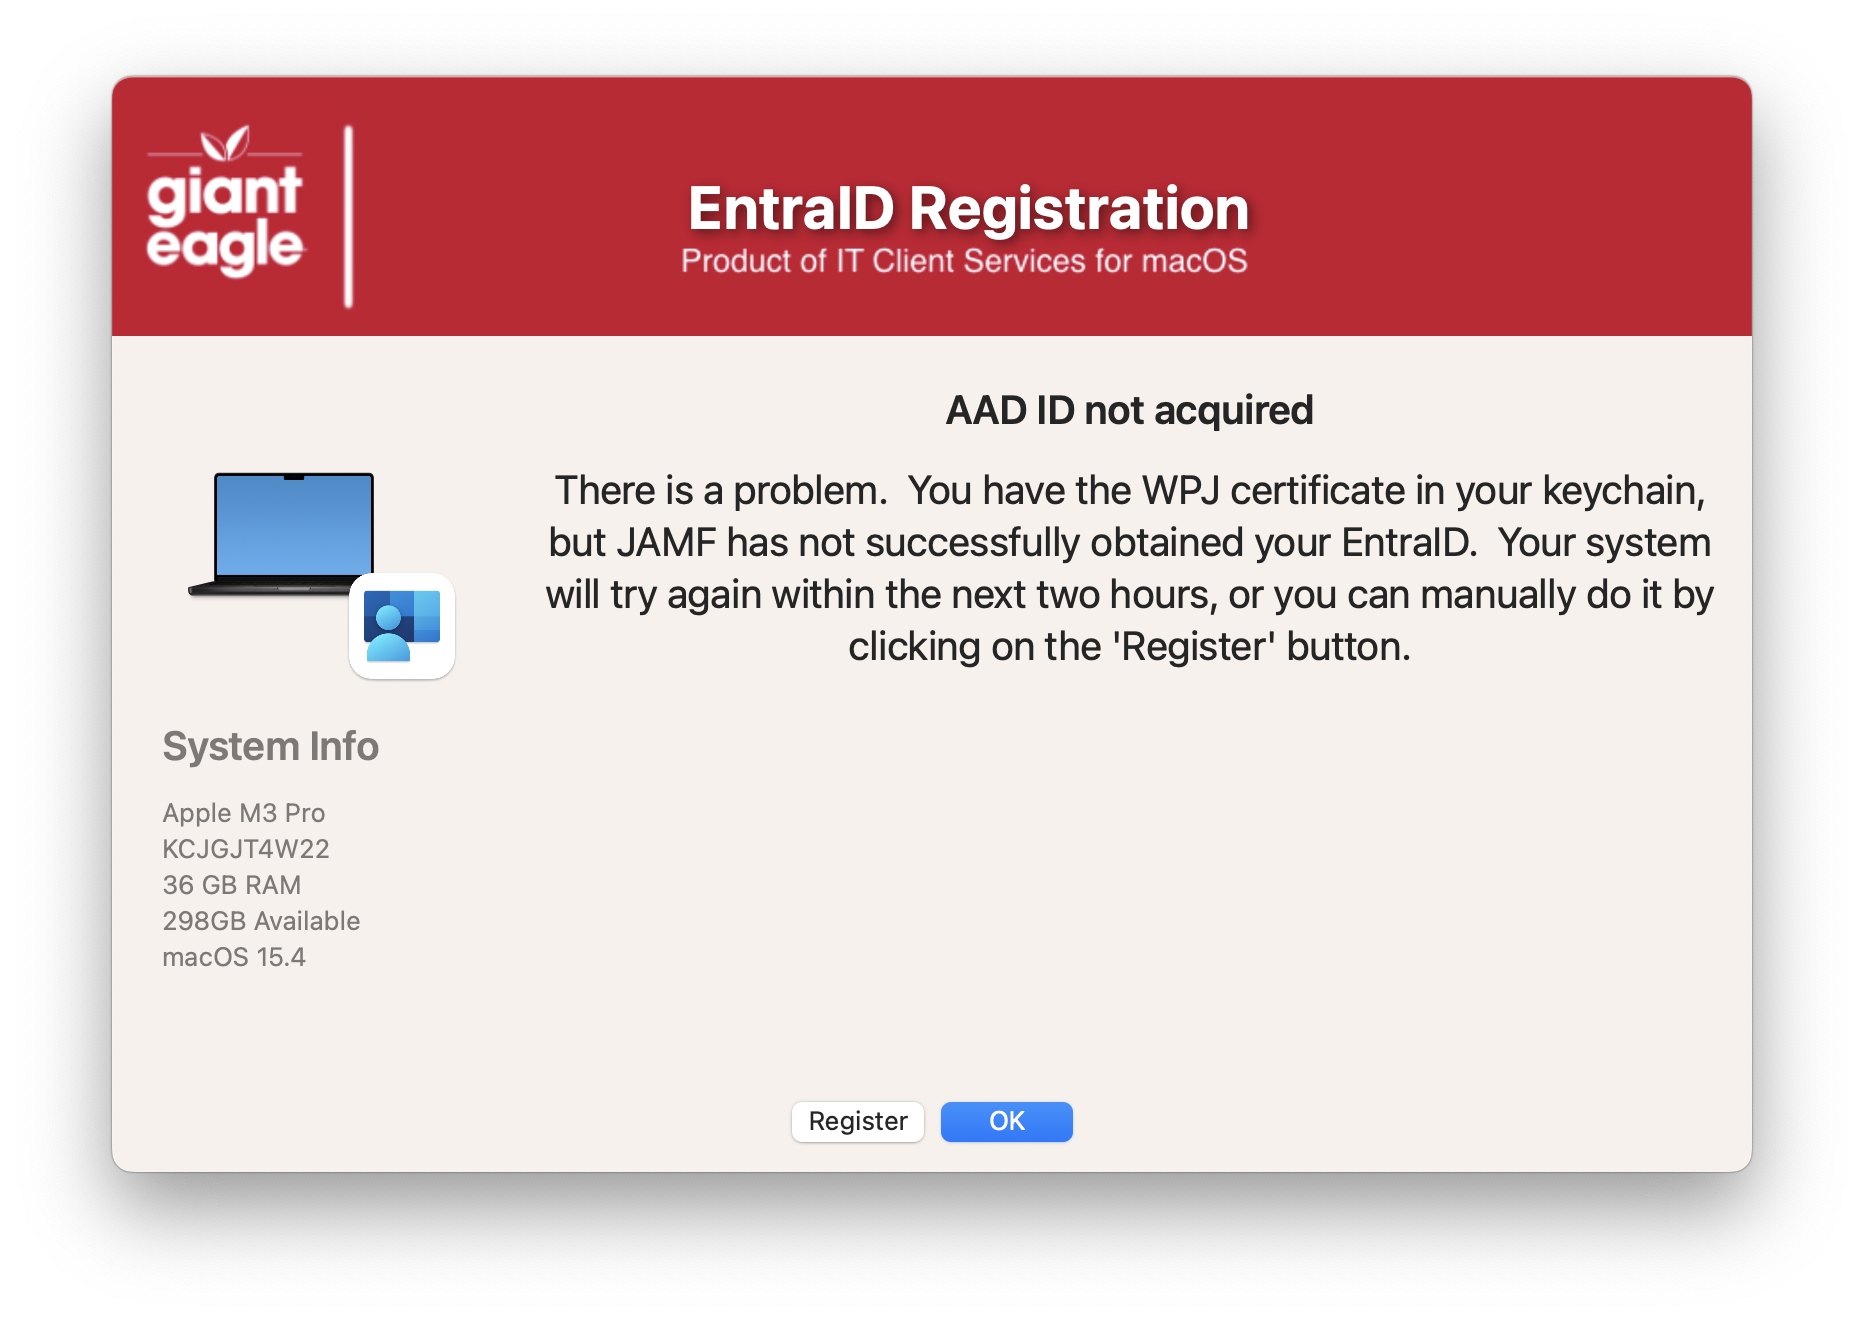 giant
eagle
EntraID Registration
Product of IT Client Services for macOS
AAD ID not acquired
There is a problem.  You have the WPJ certificate in your keychain,
but JAMF has not successfully obtained your EntraID.  Your system
will try again within the next two hours, or you can manually do it by
clicking on the 'Register' button.
System Info
Apple M3 Pro
KCJGJT4W22
36 GB RAM
298GB Available
macOS 15.4
Register
OK